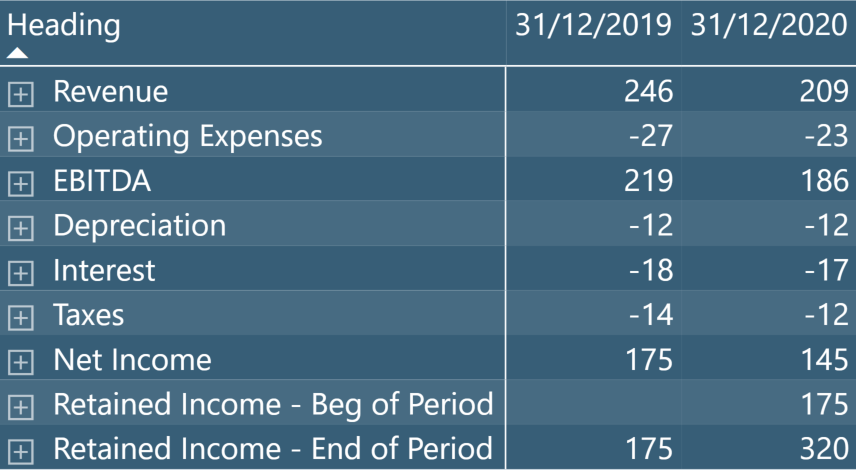 Heading 31/12/2019 31/12/2020
Revenue 246 209
Operating Expenses -27 -23
EBITDA 219 186
Depreciation -12 -12
Interest -18 -17
Taxes -14 -12
Net Income 175 145
Retained Income - Beg of Period 175
Retained Income - End of Period 175 320